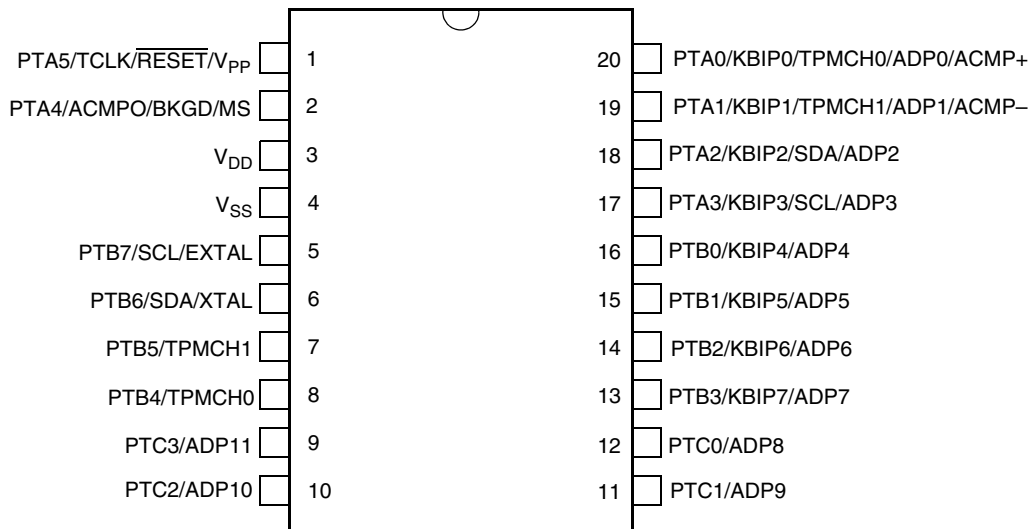 PTA5/TCLK/RESET/VPP 1 20 PTA0/KBIP0/TPMCH0/ADP0/ACMP+
PTA4/ACMPO/BKGD/MS 2 19 PTA1/KBIP1/TPMCH1/ADP1/ACMP–
VDD 3 18 PTA2/KBIP2/SDA/ADP2
VSS 4 17 PTA3/KBIP3/SCL/ADP3
PTB7/SCL/EXTAL 5 16 PTB0/KBIP4/ADP4
PTB6/SDA/XTAL 6 15 PTB1/KBIP5/ADP5
PTB5/TPMCH1 7 14 PTB2/KBIP6/ADP6
PTB4/TPMCH0 8 13 PTB3/KBIP7/ADP7
PTC3/ADP11 9 12 PTC0/ADP8
PTC2/ADP10 10 11 PTC1/ADP9